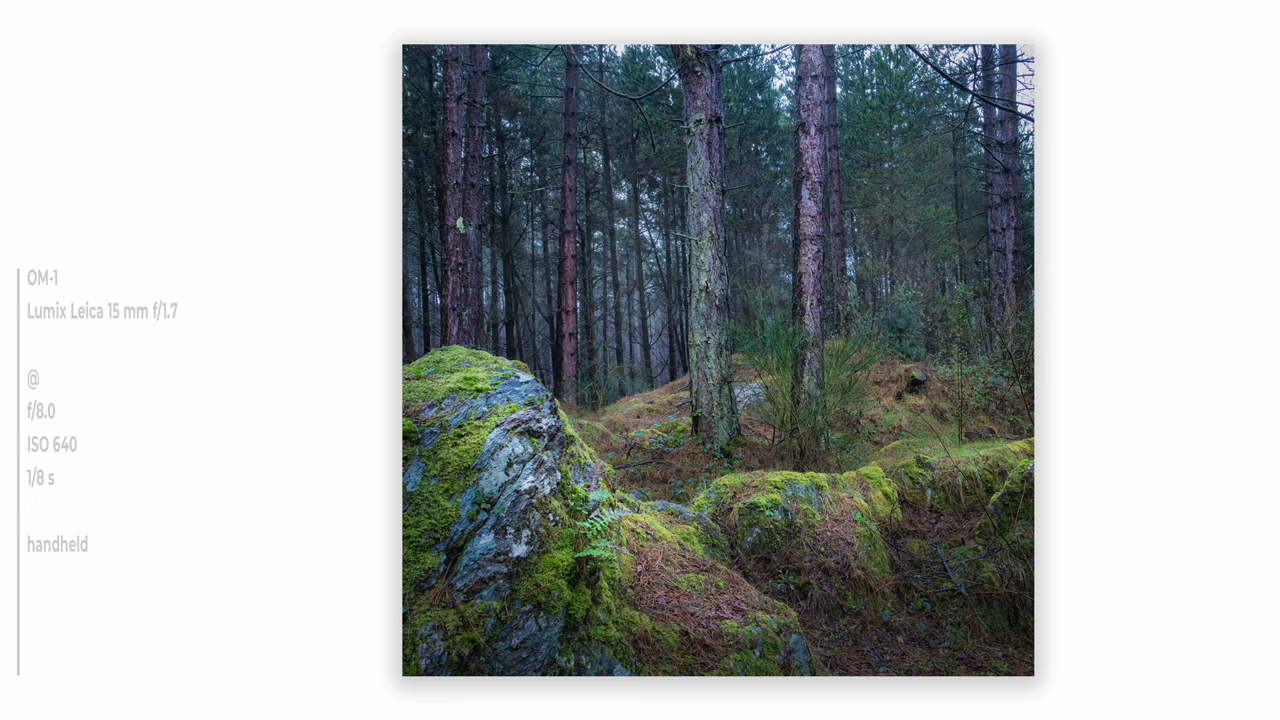 OM-1
Lumix Leica 15 mm f/1.7
@
f/8.0
ISO 640
1/8 s
handheld